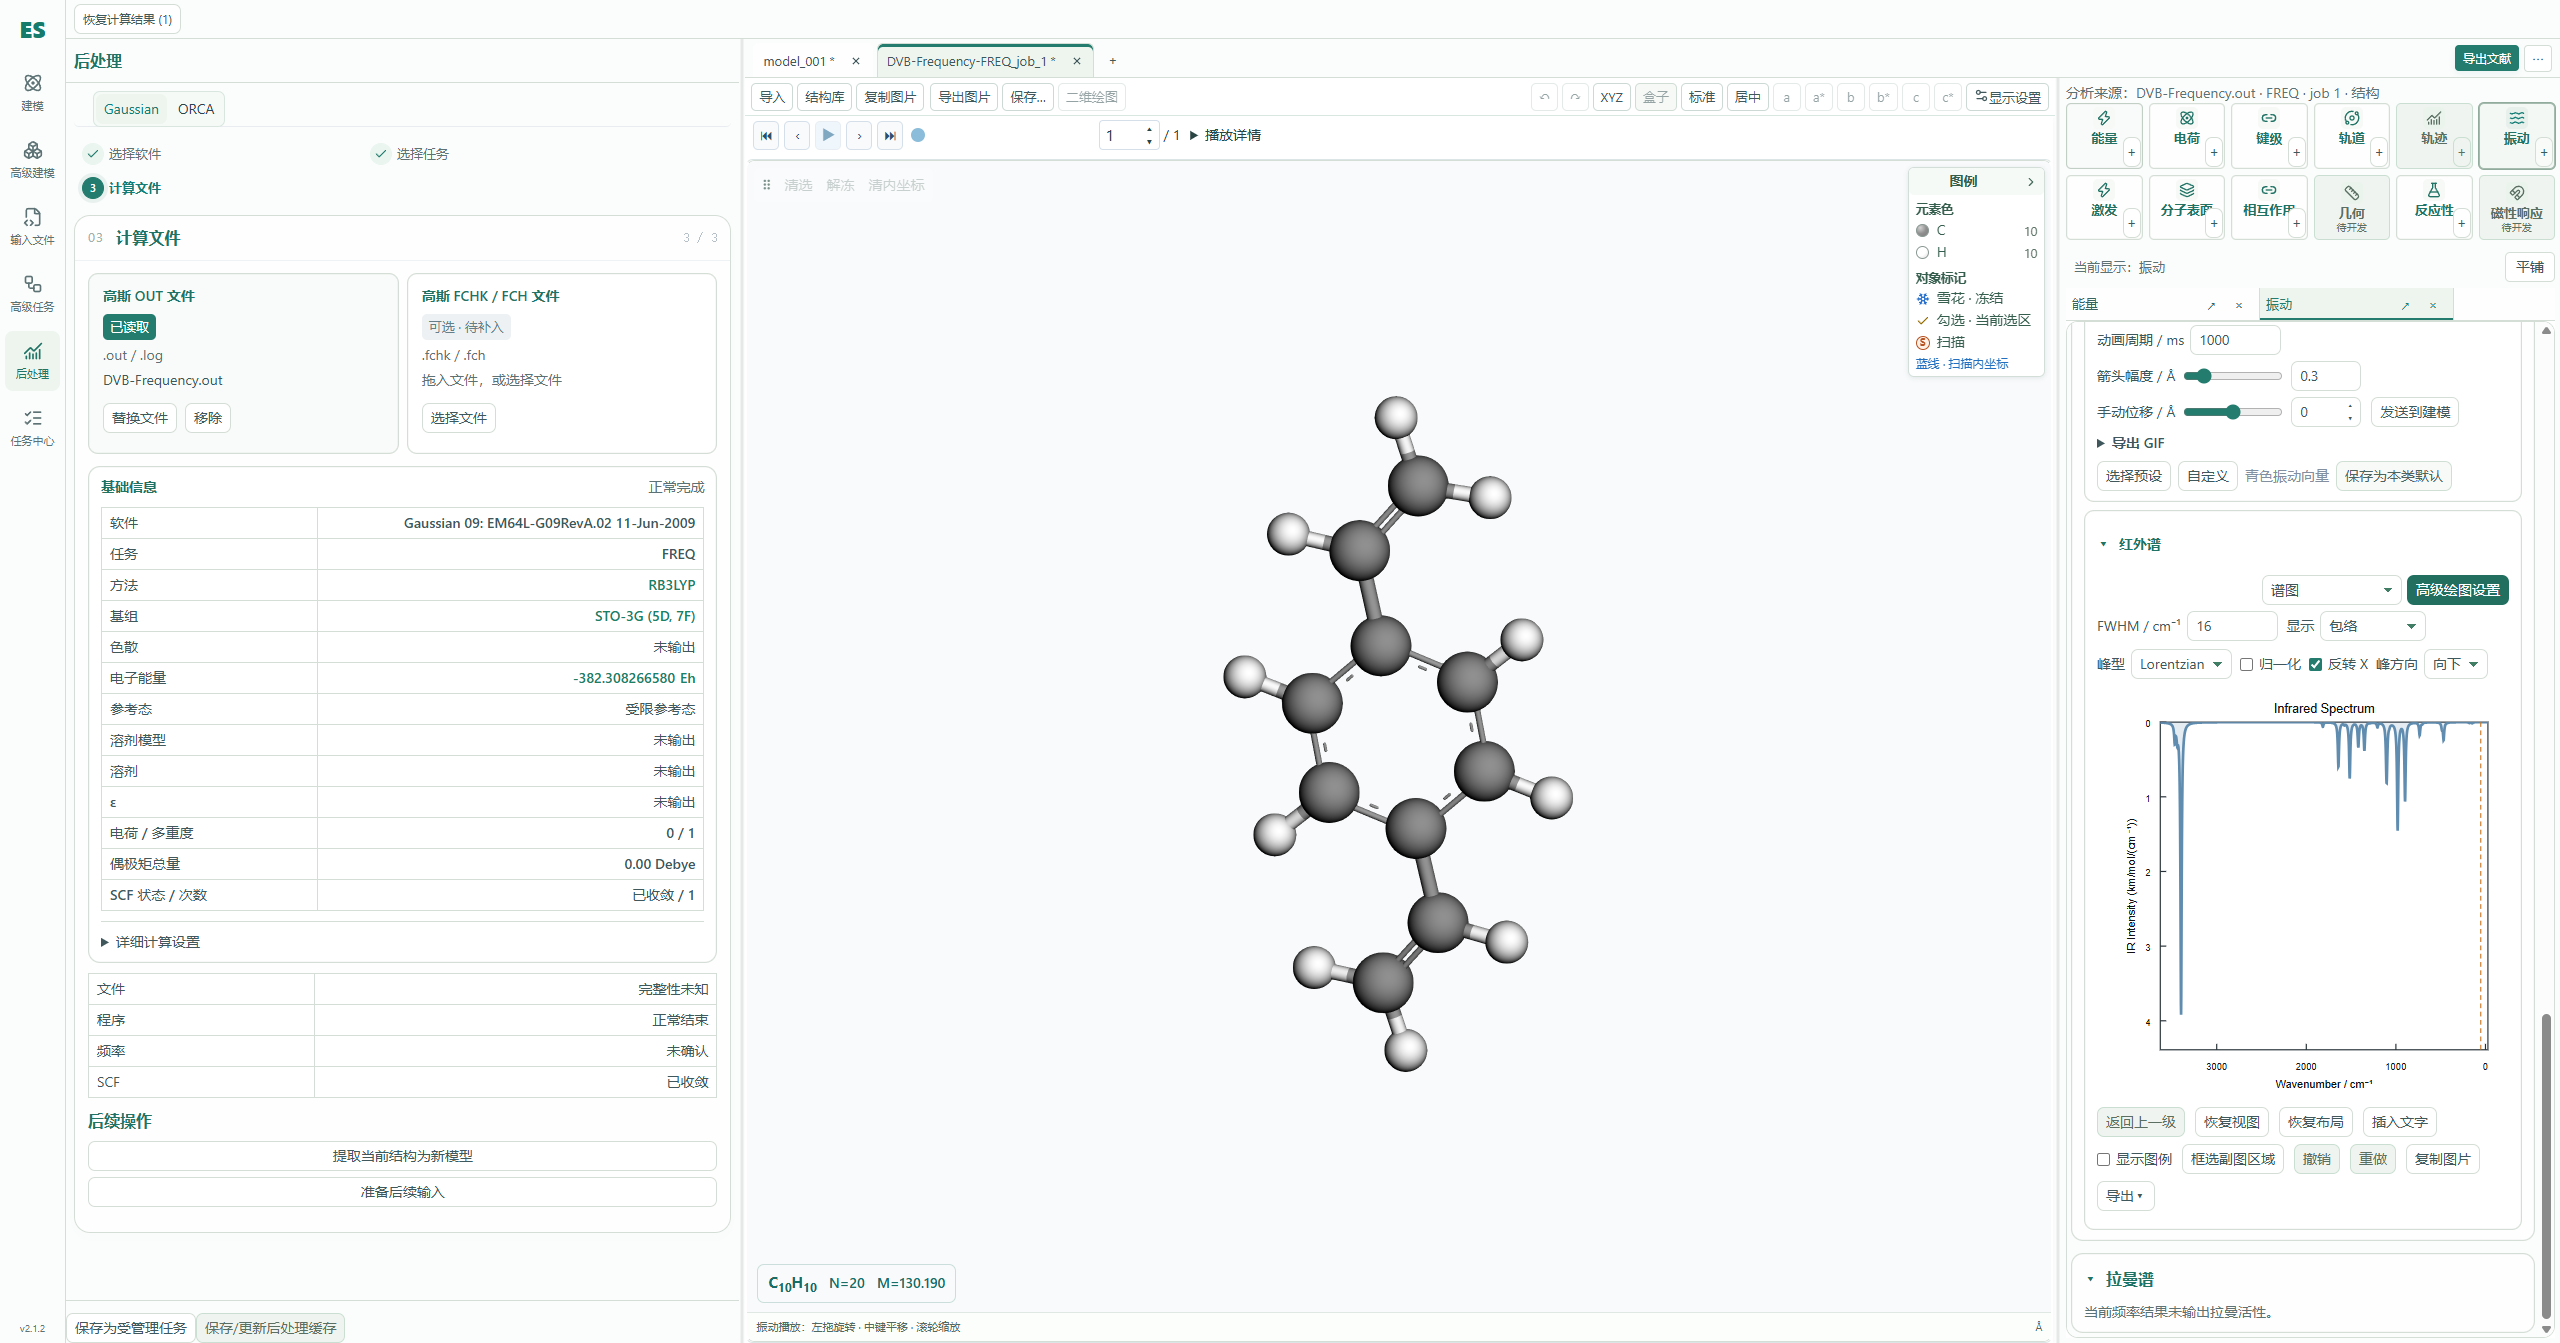 ES
建模
高级建模
输入文件
高级任务
后处理
任务中心
v2.1.2
恢复计算结果 (1)
后处理
Gaussian ORCA
选择软件 选择任务
3 计算文件
03 计算文件 3 / 3
高斯 OUT 文件
已读取
.out / .log
DVB-Frequency.out
替换文件 移除
高斯 FCHK / FCH 文件
可选 · 待补入
.fchk / .fch
拖入文件，或选择文件
选择文件
基础信息 正常完成
软件 Gaussian 09: EM64L-G09RevA.02 11-Jun-2009
任务 FREQ
方法 RB3LYP
基组 STO-3G (5D, 7F)
色散 未输出
电子能量 -382.308266580 Eh
参考态 受限参考态
溶剂模型 未输出
溶剂 未输出
ε 未输出
电荷 / 多重度 0 / 1
偶极矩总量 0.00 Debye
SCF 状态 / 次数 已收敛 / 1
▶ 详细计算设置
文件 完整性未知
程序 正常结束
频率 未确认
SCF 已收敛
后续操作
提取当前结构为新模型
准备后续输入
保存为受管理任务 保存/更新后处理缓存
model_001 * × DVB-Frequency-FREQ_job_1 * × +
导入 结构库 复制图片 导出图片 保存... 二维绘图
XYZ 盒子 标准 居中 a a* b b* c c* 显示设置
1 / 1 ▶ 播放详情
清选 解冻 清内坐标
图例
元素色
C 10
H 10
对象标记
雪花 · 冻结
勾选 · 当前选区
S 扫描
蓝线 · 扫描内坐标
C₁₀H₁₀ N=20 M=130.190
振动播放：左拖旋转 · 中键平移 · 滚轮缩放 Å
导出文献 ...
分析来源：DVB-Frequency.out · FREQ · job 1 · 结构
能量 + 电荷 + 键级 + 轨道 + 轨迹 + 振动 +
激发 + 分子表面 + 相互作用 + 几何 待开发 反应性 + 磁性响应 待开发
当前显示：振动 平铺
能量 ↗ × 振动 ↗ ×
动画周期 / ms 1000
箭头幅度 / Å 0.3
手动位移 / Å 0 发送到建模
▶ 导出 GIF
选择预设 自定义 青色振动向量 保存为本类默认
▼ 红外谱
谱图 高级绘图设置
FWHM / cm⁻¹ 16 显示 包络
峰型 Lorentzian 归一化 反转 X 峰方向 向下
Infrared Spectrum
IR Intensity (km/mol/(cm⁻¹))
0
1
2
3
4
3000 2000 1000 0
Wavenumber / cm⁻¹
返回上一级 恢复视图 恢复布局 插入文字
显示图例 框选副图区域 撤销 重做 复制图片
导出 ▾
▼ 拉曼谱
当前频率结果未输出拉曼活性。